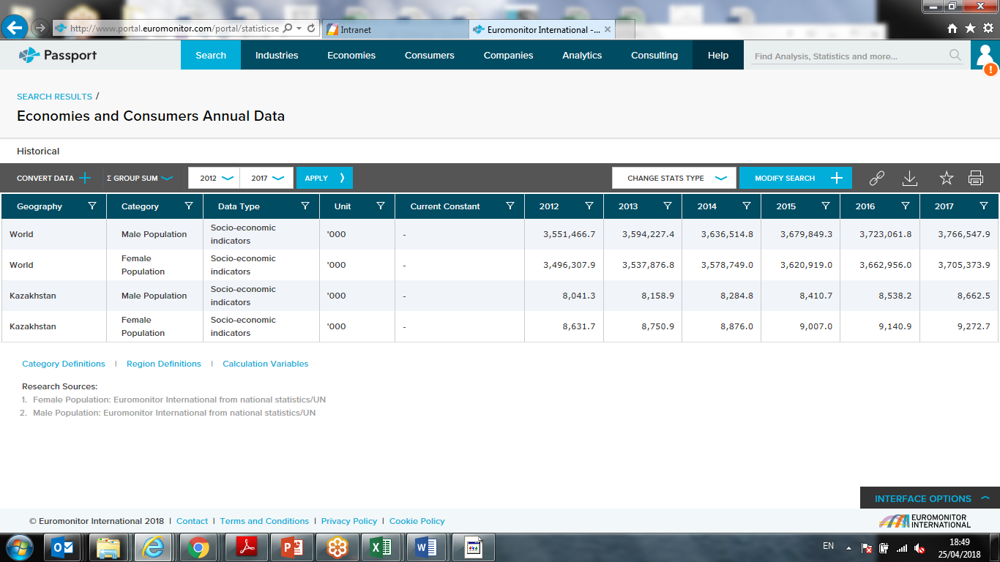 http://www.portal.euromonitor.com/portal/statisticse
Intranet
Euromonitor International -...
Passport
Search Industries Economies Consumers Companies Analytics Consulting Help Find Analysis, Statistics and more...
SEARCH RESULTS /
Economies and Consumers Annual Data
Historical
CONVERT DATA Σ GROUP SUM 2012 2017 APPLY CHANGE STATS TYPE MODIFY SEARCH
Geography Category Data Type Unit Current Constant 2012 2013 2014 2015 2016 2017
World Male Population Socio-economic indicators '000 - 3,551,466.7 3,594,227.4 3,636,514.8 3,679,849.3 3,723,061.8 3,766,547.9
World Female Population Socio-economic indicators '000 - 3,496,307.9 3,537,876.8 3,578,749.0 3,620,919.0 3,662,956.0 3,705,373.9
Kazakhstan Male Population Socio-economic indicators '000 - 8,041.3 8,158.9 8,284.8 8,410.7 8,538.2 8,662.5
Kazakhstan Female Population Socio-economic indicators '000 - 8,631.7 8,750.9 8,876.0 9,007.0 9,140.9 9,272.7
Category Definitions | Region Definitions | Calculation Variables
Research Sources:
1. Female Population: Euromonitor International from national statistics/UN
2. Male Population: Euromonitor International from national statistics/UN
INTERFACE OPTIONS
© Euromonitor International 2018 | Contact | Terms and Conditions | Privacy Policy | Cookie Policy
EUROMONITOR
INTERNATIONAL
EN
18:49
25/04/2018